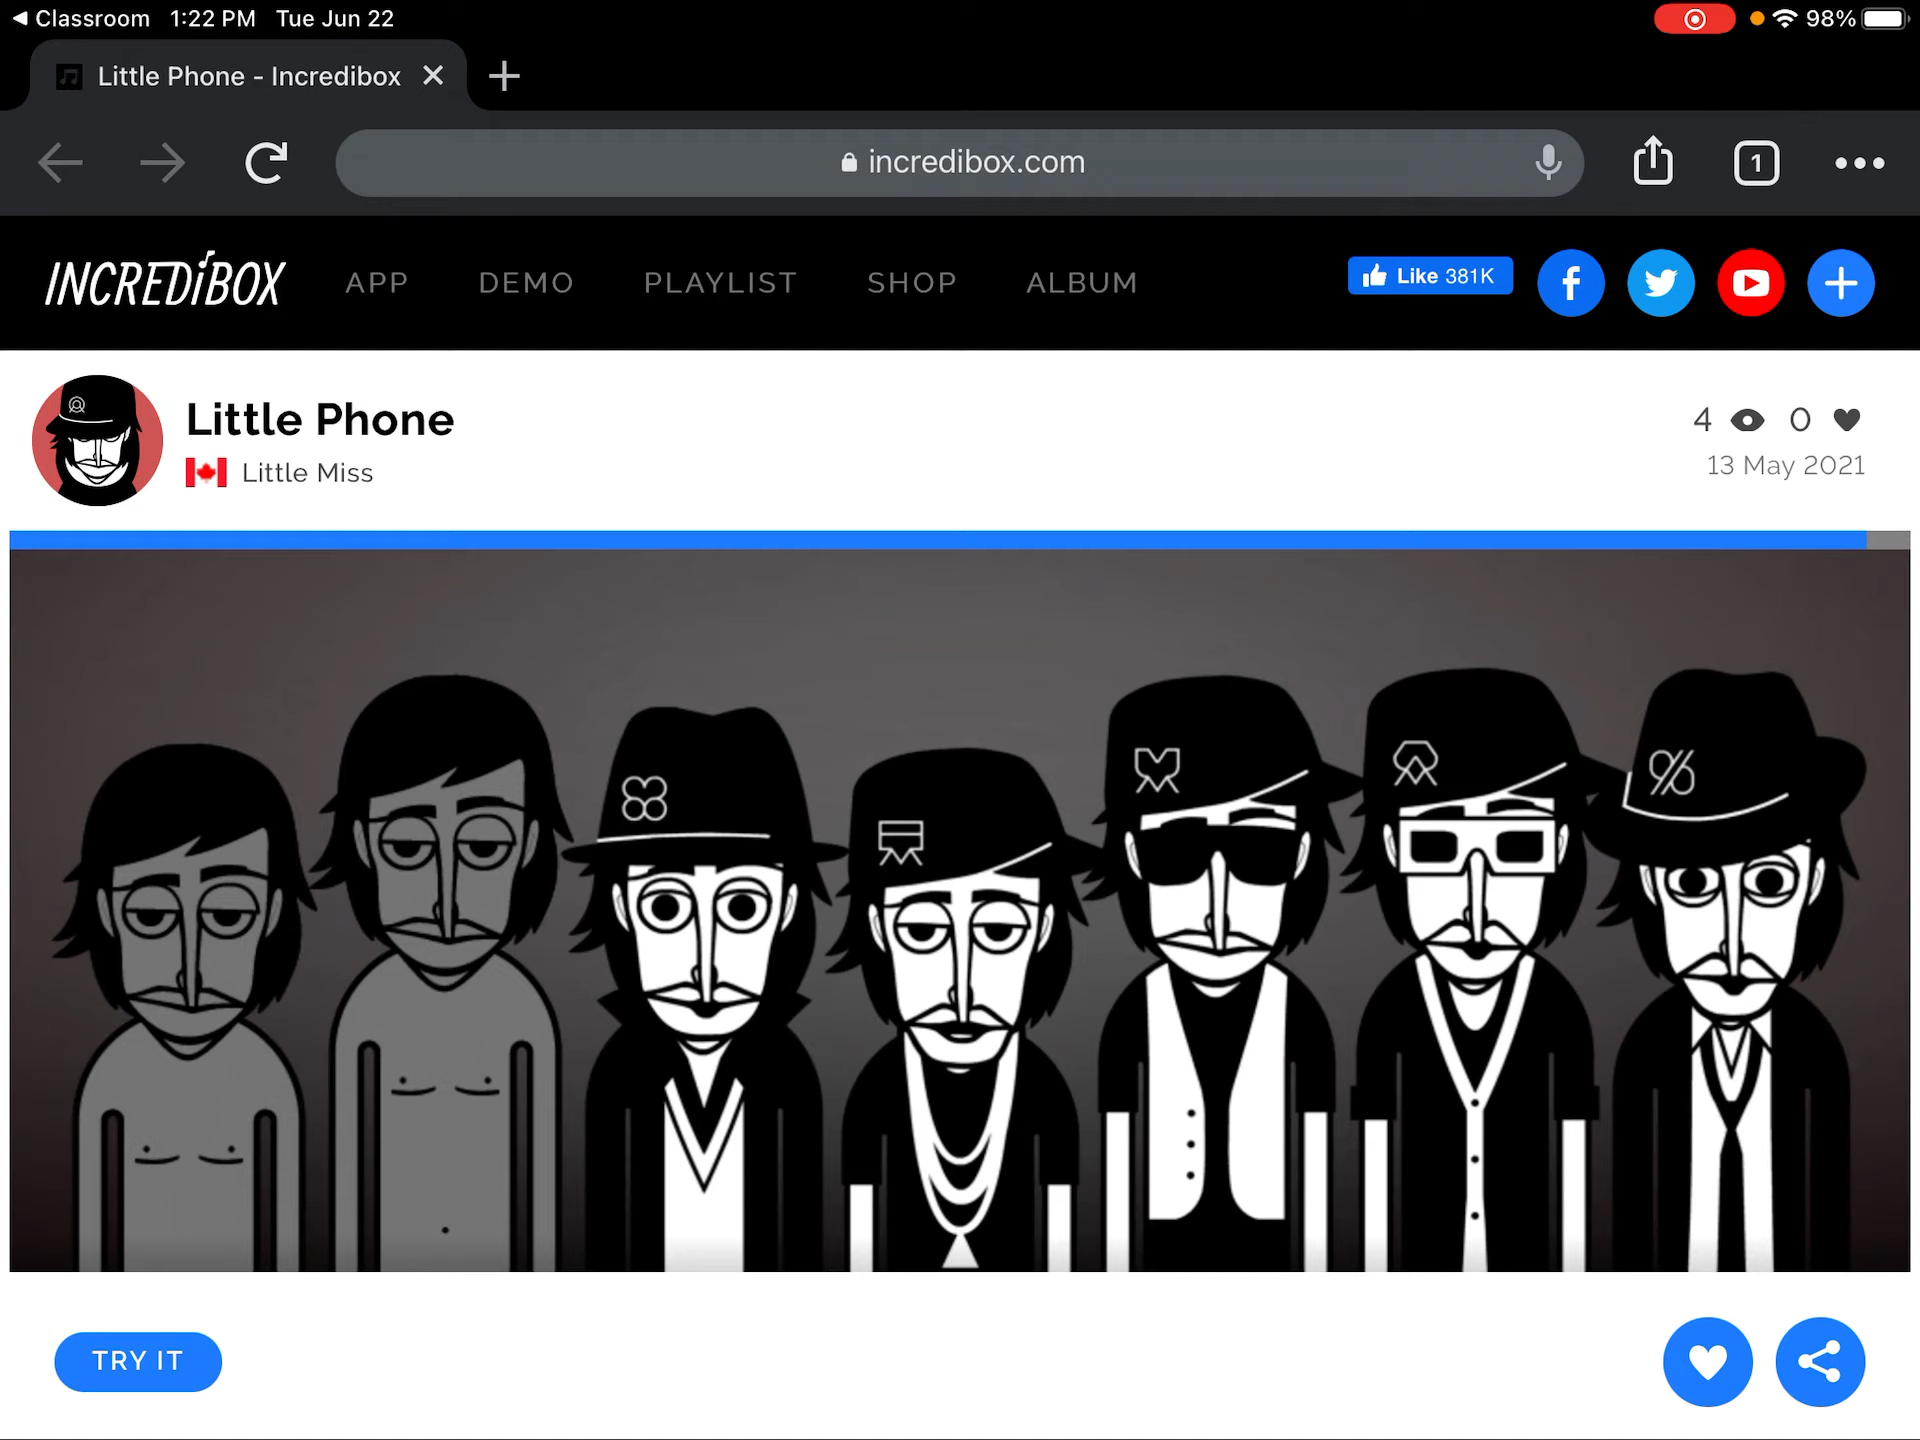 Classroom 1:22 PM Tue Jun 22 98%
Little Phone - Incredibox
incredibox.com 1
INCREDiBOX APP DEMO PLAYLIST SHOP ALBUM Like 381K
Little Phone 4 0
Little Miss 13 May 2021
TRY IT